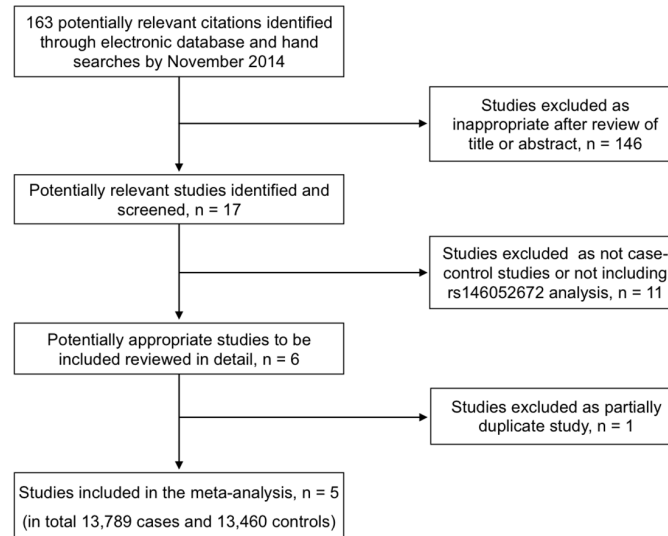 163 potentially relevant citations identified
through electronic database and hand
searches by November 2014
Studies excluded as
inappropriate after review of
title or abstract, n = 146
Potentially relevant studies identified and
screened, n = 17
Studies excluded as not case-
control studies or not including
rs146052672 analysis, n = 11
Potentially appropriate studies to be
included reviewed in detail, n = 6
Studies excluded as partially
duplicate study, n = 1
Studies included in the meta-analysis, n = 5
(in total 13,789 cases and 13,460 controls)